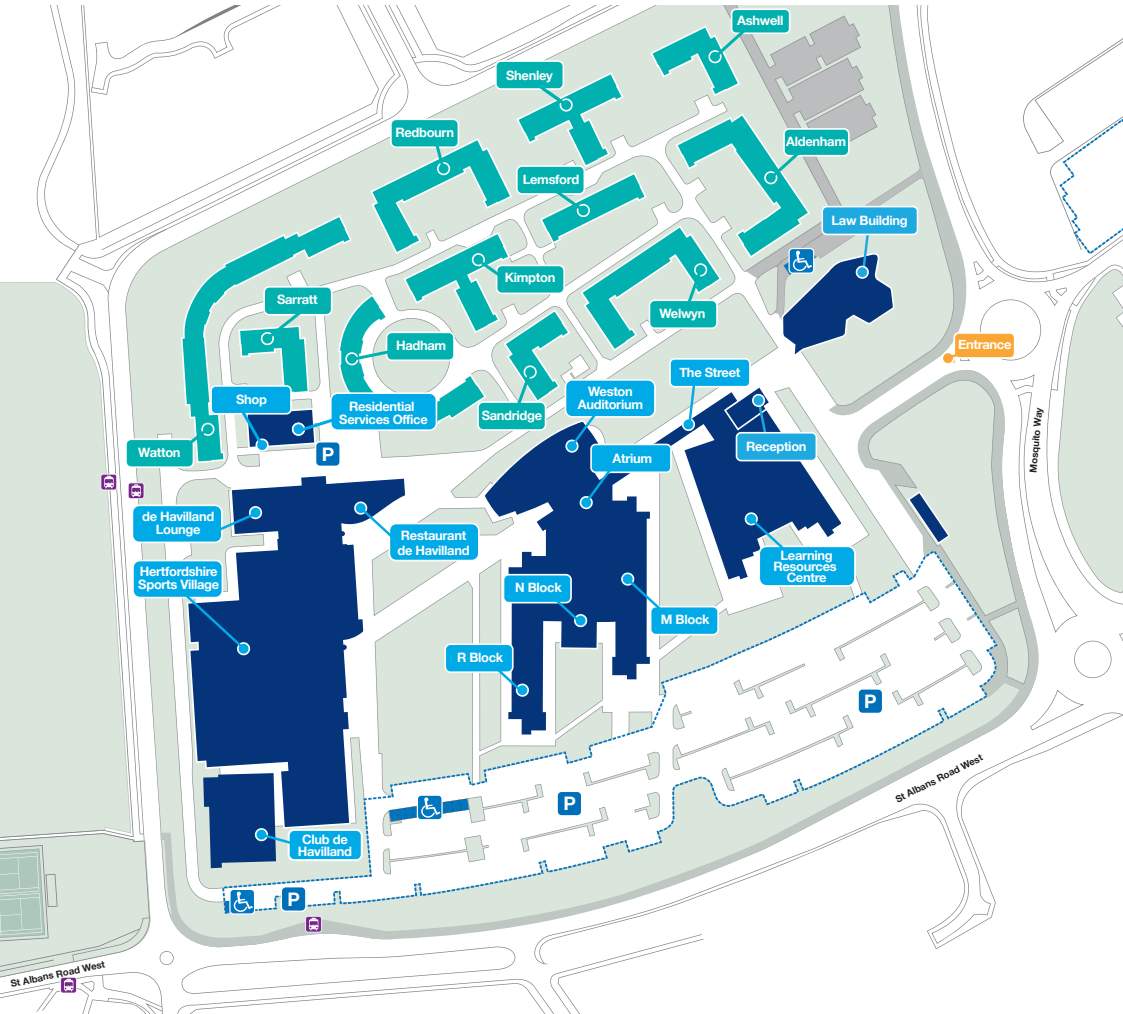 Ashwell
Shenley
Redbourn
Aldenham
Lemsford
Law Building
Kimpton
Sarratt
Welwyn
Hadham
Entrance
The Street
Shop
Residential
Services Office
Weston
Auditorium
Sandridge
Reception
Watton
P
Atrium
Mosquito Way
de Havilland
Lounge
Restaurant
de Havilland
Learning
Resources
Centre
Hertfordshire
Sports Village
N Block
M Block
R Block
P
St Albans Road West
P
Club de
Havilland
P
St Albans Road West